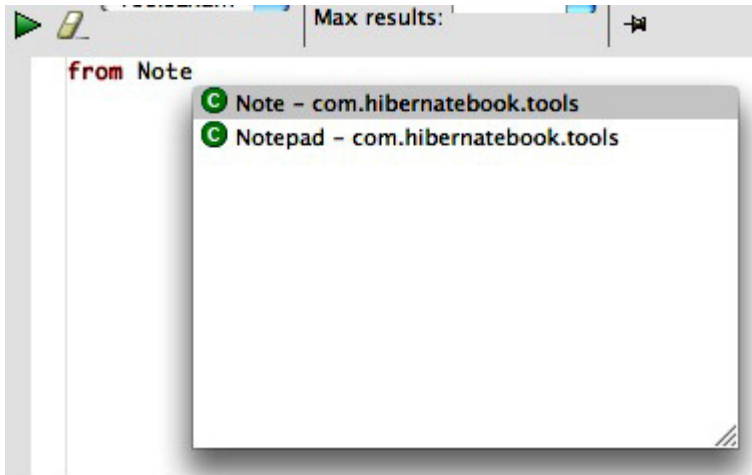 Max results:
from Note
C Note – com.hibernatebook.tools
C Notepad – com.hibernatebook.tools